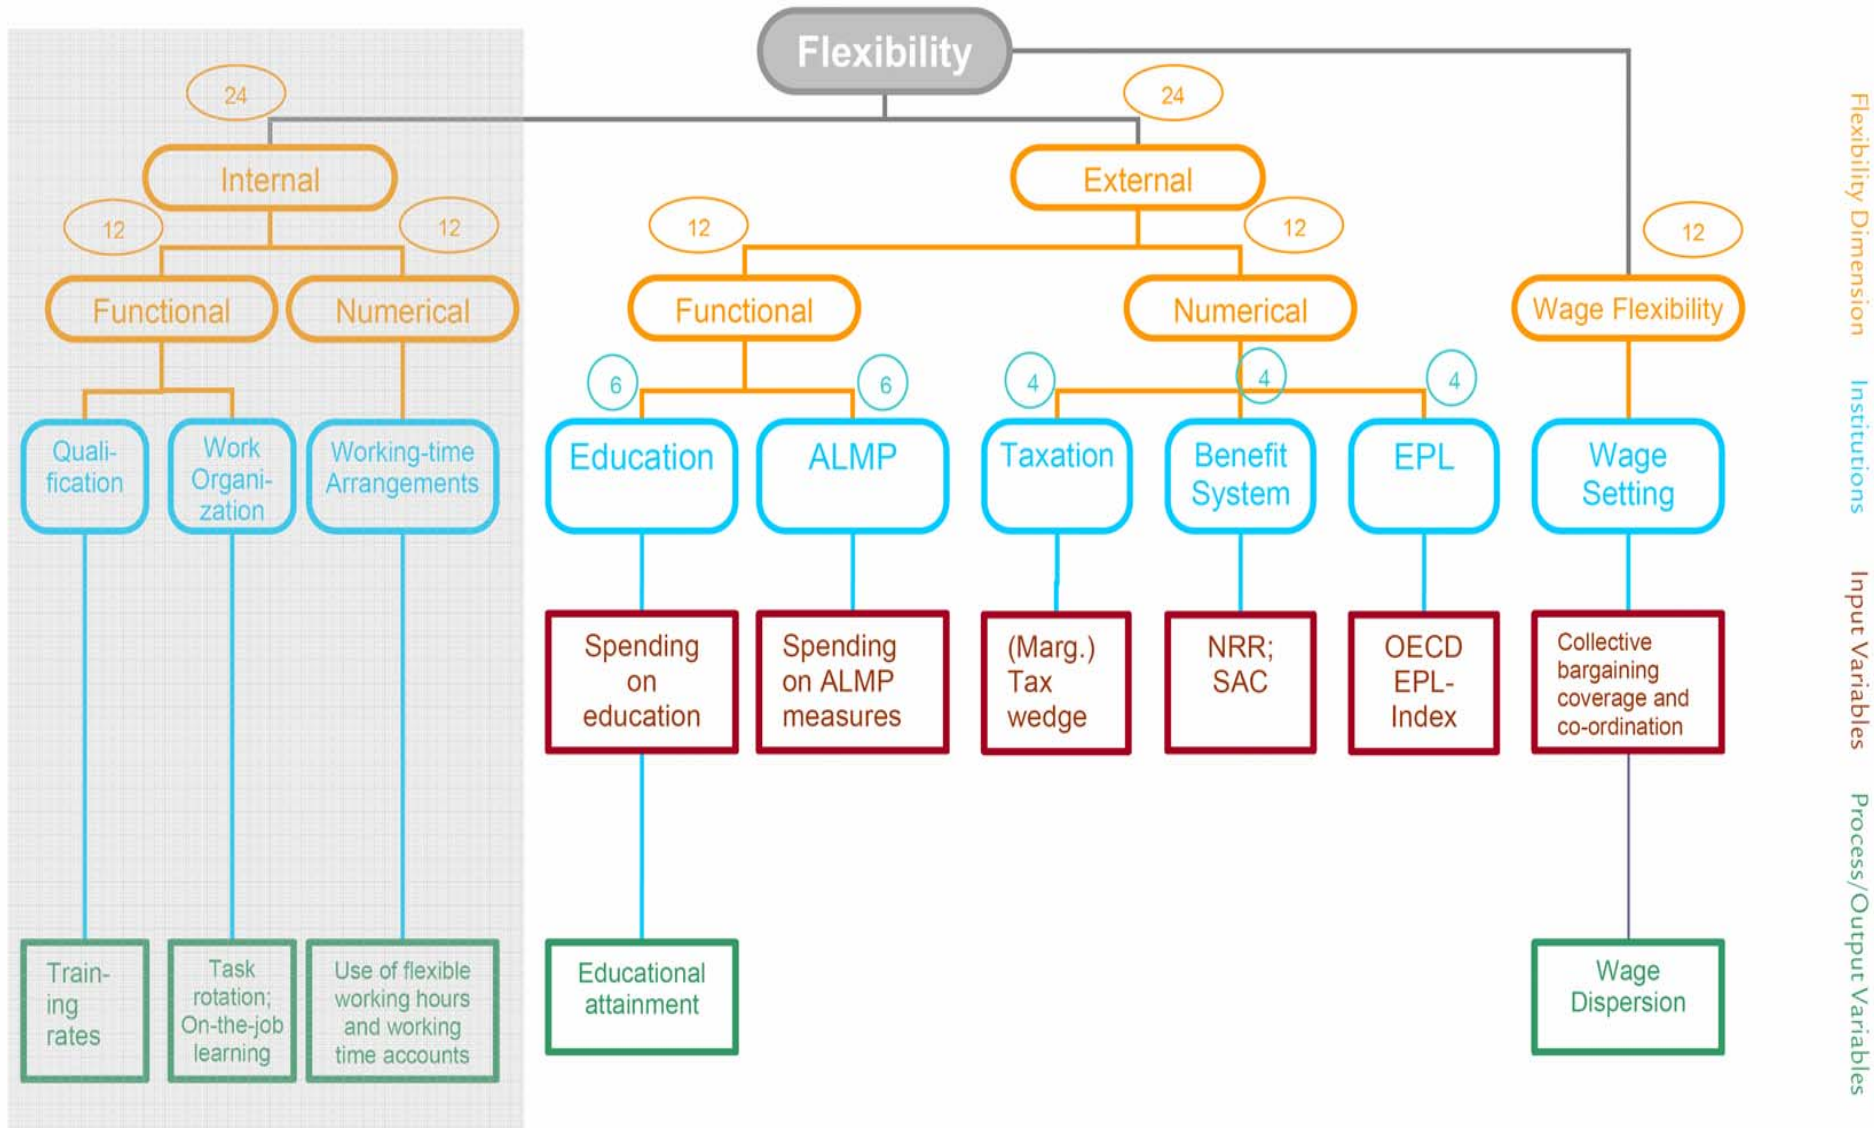 Flexibility
24
24
Internal
External
12
12
12
12
12
Functional
Numerical
Functional
Numerical
Wage Flexibility
6
6
4
4
4
Quali-
fication
Work
Organi-
zation
Working-time
Arrangements
Education
ALMP
Taxation
Benefit
System
EPL
Wage
Setting
Spending
on
education
Spending
on ALMP
measures
(Marg.)
Tax
wedge
NRR;
SAC
OECD
EPL-
Index
Collective
bargaining
coverage and
co-ordination
Train-
ing
rates
Task
rotation;
On-the-job
learning
Use of flexible
working hours
and working
time accounts
Educational
attainment
Wage
Dispersion
Flexibility Dimension
Institutions
Input Variables
Process/Output Variables